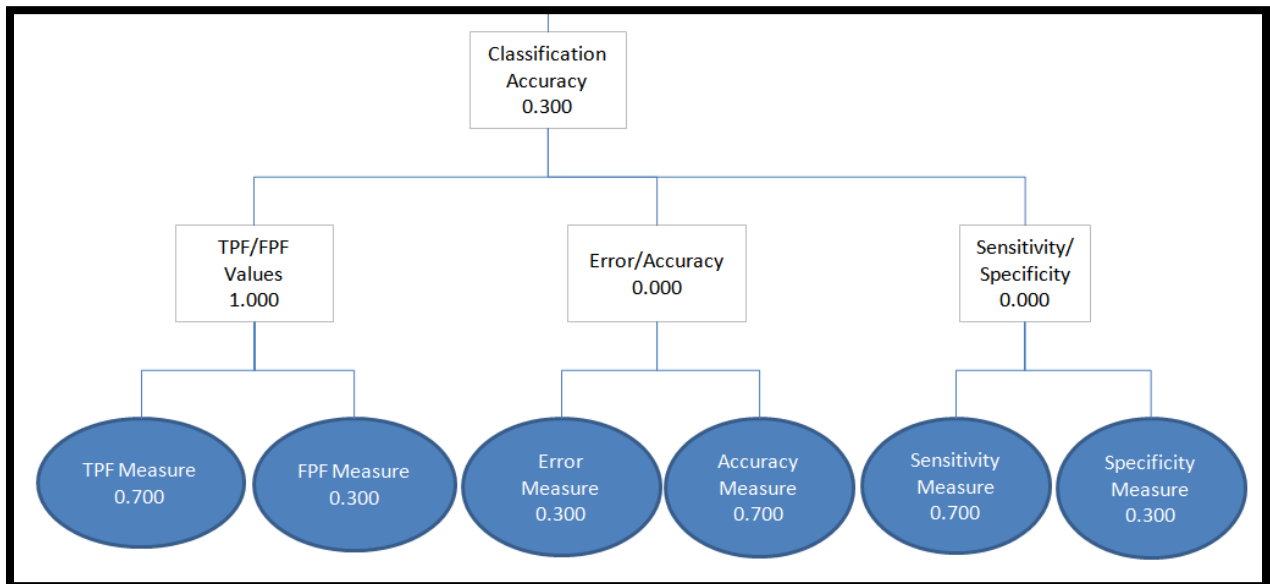 Classification
Accuracy
0.300
TPF/FPF
Values
1.000
Error/Accuracy
0.000
Sensitivity/
Specificity
0.000
TPF Measure
0.700
FPF Measure
0.300
Error
Measure
0.300
Accuracy
Measure
0.700
Sensitivity
Measure
0.700
Specificity
Measure
0.300